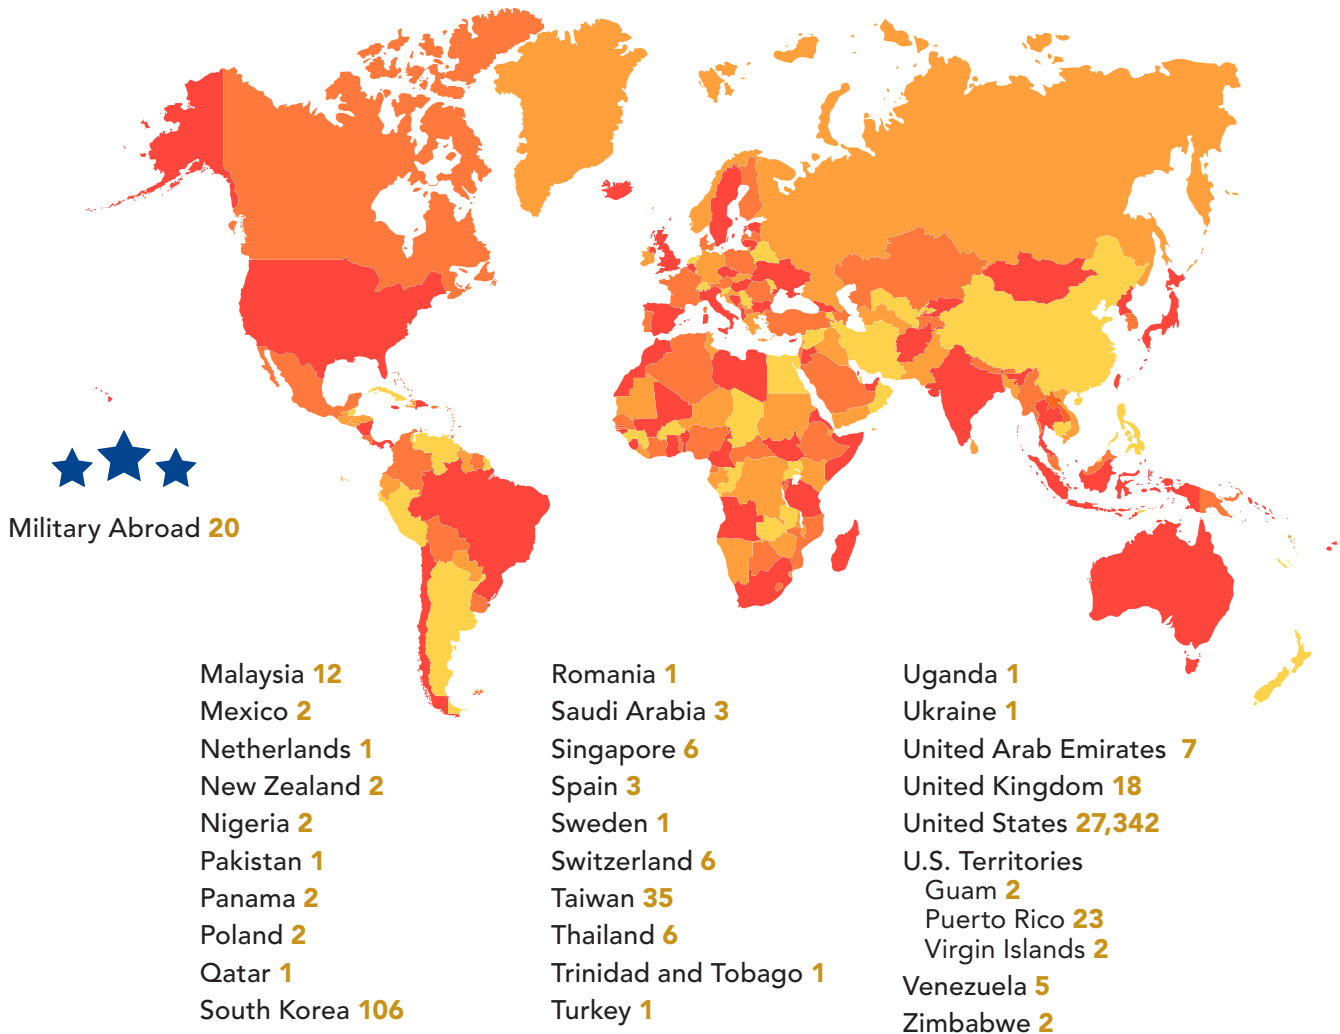 Military Abroad 20
Malaysia 12
Mexico 2
Netherlands 1
New Zealand 2
Nigeria 2
Pakistan 1
Panama 2
Poland 2
Qatar 1
South Korea 106
Romania 1
Saudi Arabia 3
Singapore 6
Spain 3
Sweden 1
Switzerland 6
Taiwan 35
Thailand 6
Trinidad and Tobago 1
Turkey 1
Uganda 1
Ukraine 1
United Arab Emirates 7
United Kingdom 18
United States 27,342
U.S. Territories
Guam 2
Puerto Rico 23
Virgin Islands 2
Venezuela 5
Zimbabwe 2